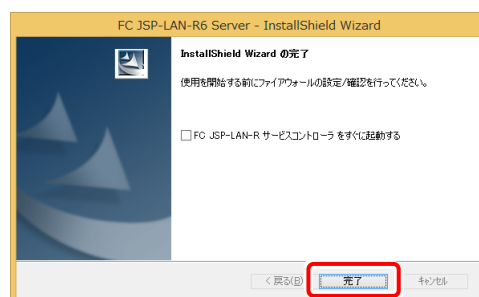 FC JSP-LAN-R6 Server - InstallShield Wizard
InstallShield Wizard の完了
使用を開始する前にファイアウォールの設定/確認を行ってください。
FC JSP-LAN-R サービスコントローラ をすぐに起動する
< 戻る(B)
完了
キャンセル